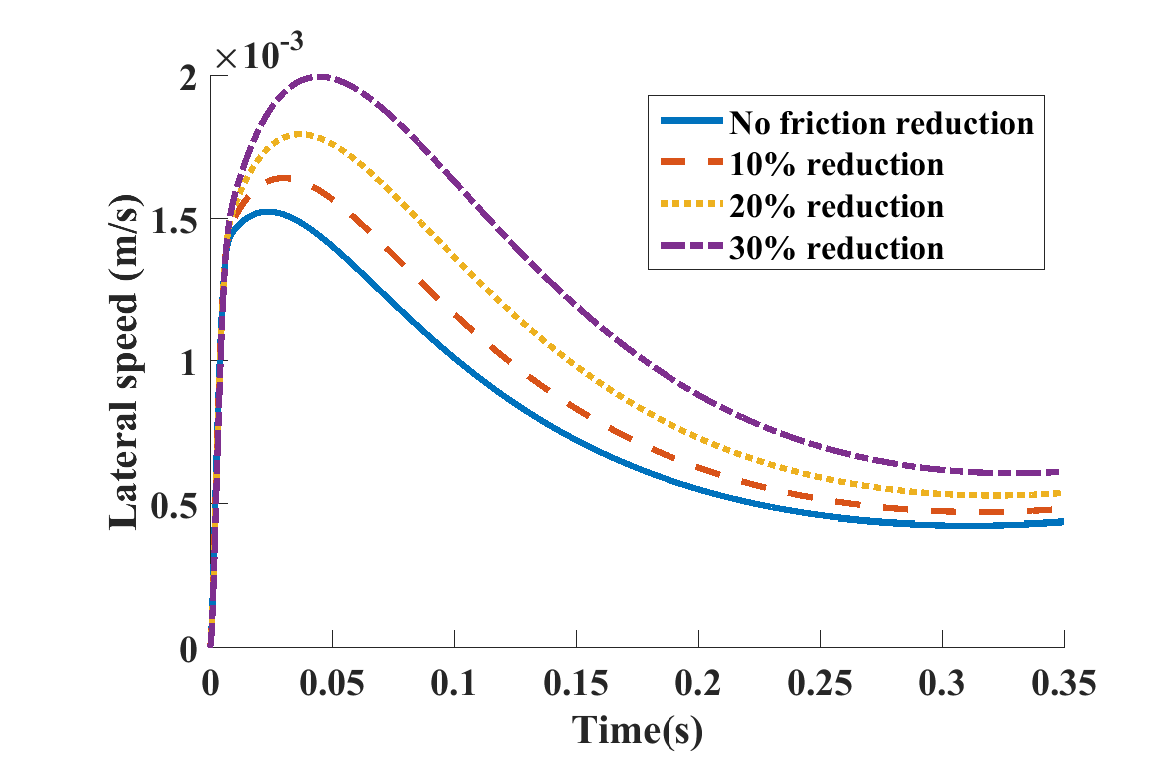 ×10-3
2
1.5
1
0.5
0
Lateral speed (m/s)
No friction reduction
10% reduction
20% reduction
30% reduction
0 0.05 0.1 0.15 0.2 0.25 0.3 0.35
Time(s)